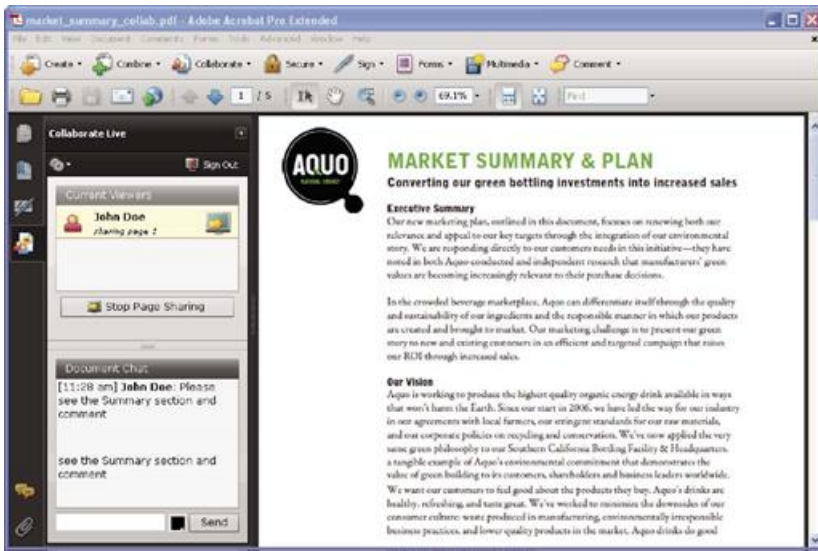 market_summary_collab.pdf - Adobe Acrobat Pro Extended
File Edit View Document Comments Forms Tools Advanced Window Help
Create Combine Collaborate Secure Sign Forms Multimedia Comment
1 / 5 69.1% Find
Collaborate Live
Sign Out
Current Viewers
John Doe
sharing page 1
Stop Page Sharing
Document Chat
[11:28 am] John Doe: Please
see the Summary section and
comment
see the Summary section and
comment
Send
AQUO
MARKET SUMMARY & PLAN
Converting our green bottling investments into increased sales
Executive Summary
Our new marketing plan, outlined in this document, focuses on renewing both our
relevance and appeal to our key targets through the integration of our environmental
story. We are responding directly to our customers needs in this initiative—they have
noted in both Aquo-conducted and independent research that manufacturers' green
values are becoming increasingly relevant to their purchase decisions.
In the crowded beverage marketplace, Aquo can differentiate itself through the quality
and sustainability of our ingredients and the responsible manner in which our products
are created and brought to market. Our marketing challenge is to present our green
story to new and existing customers in an efficient and targeted campaign that raises
our ROI through increased sales.
Our Vision
Aquo is working to produce the highest quality organic energy drink available in ways
that won't harm the Earth. Since our start in 2006, we have led the way for our industry
in our agreements with local farmers, our stringent standards for our raw materials,
and our corporate policies on recycling and conservation. We've now applied the very
same green philosophy to our Southern California Bottling Facility & Headquarters,
a tangible example of Aquo's environmental commitment that demonstrates the
value of green building to its customers, shareholders and business leaders worldwide.
We want our customers to feel good about the products they buy. Aquo's drinks are
healthy, refreshing, and taste great. We've worked to minimize the downsides of our
consumer culture: waste produced in manufacturing, environmentally irresponsible
business practices, and lower quality products in the market. Aquo drinks do good